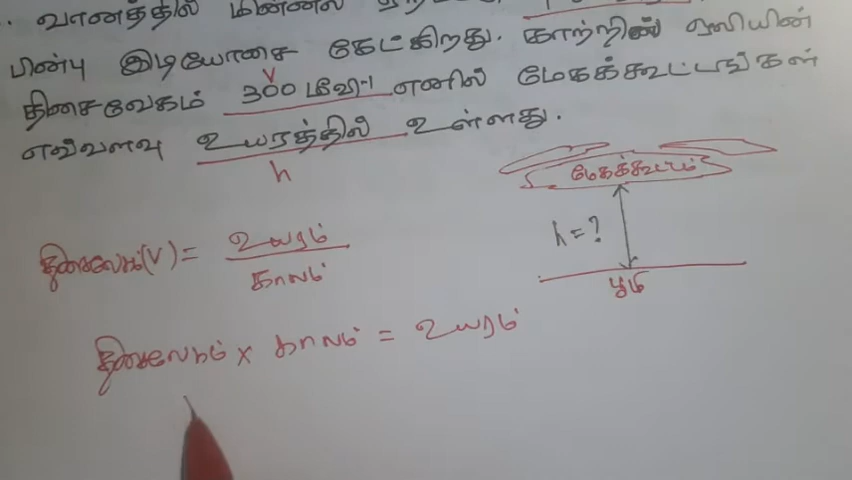 . வானத்தில் மின்னல்
பின்பு இடியோசை கேட்கிறது. காற்றின் ஒலியின்
V
திசைவேகம் 300 மவி-1 எனில் மேகக்கூட்டங்கள்
எவ்வளவு உயரத்தில் உள்ளது.
h
மேகக்கூட்டம்
h=?
பூமி
திசைவேகம்(V) = உயரம்
காலம்
திசைவேகம் x காலம் = உயரம்